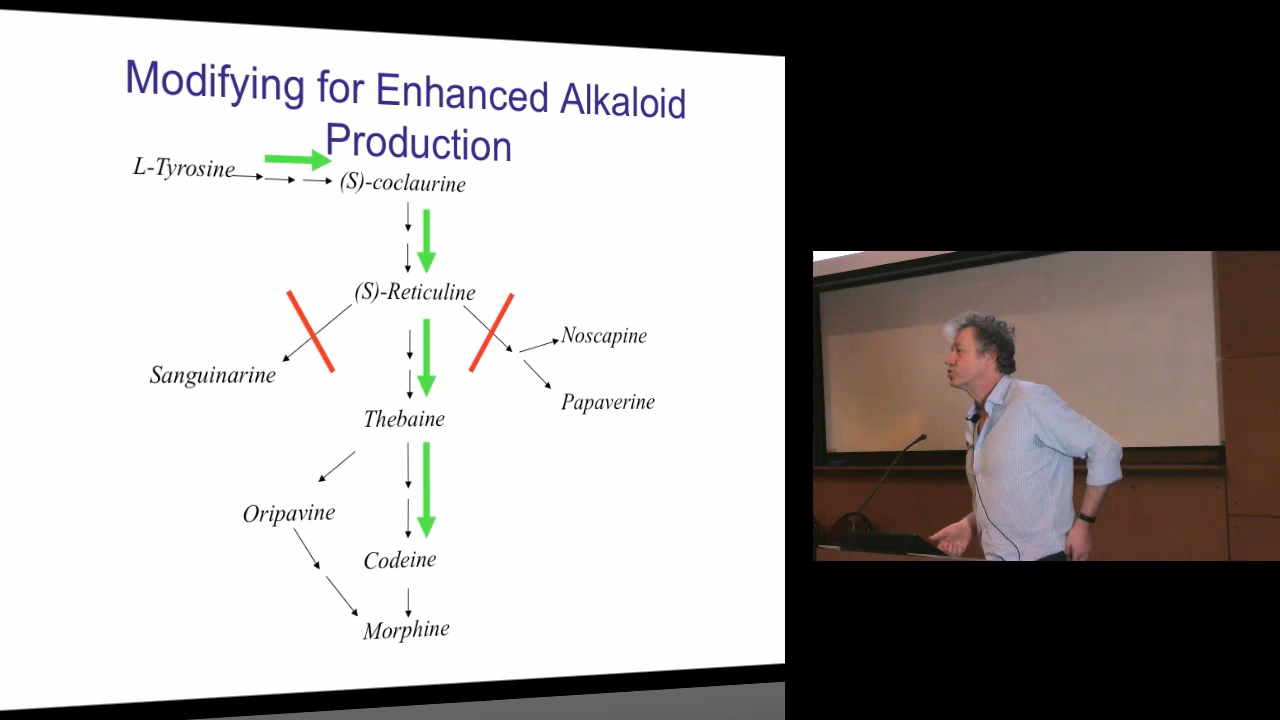 Modifying for Enhanced Alkaloid
Production
L-Tyrosine
(S)-coclaurine
(S)-Reticuline
Noscapine
Sanguinarine
Papaverine
Thebaine
Oripavine
Codeine
Morphine